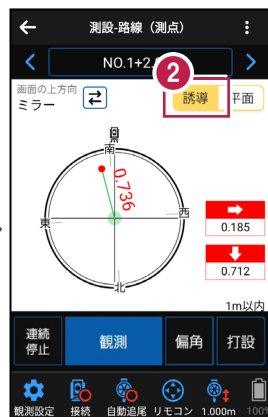 測設-路線（測点）
NO.1+2.
2
画面の上方向
ミラー
誘導
平面
南
0.736
東
西
0.185
0.712
北
1m以内
連続
停止
観測
偏角
打設
観測設定
接続
自動追尾
リモコン
1.000m
100%